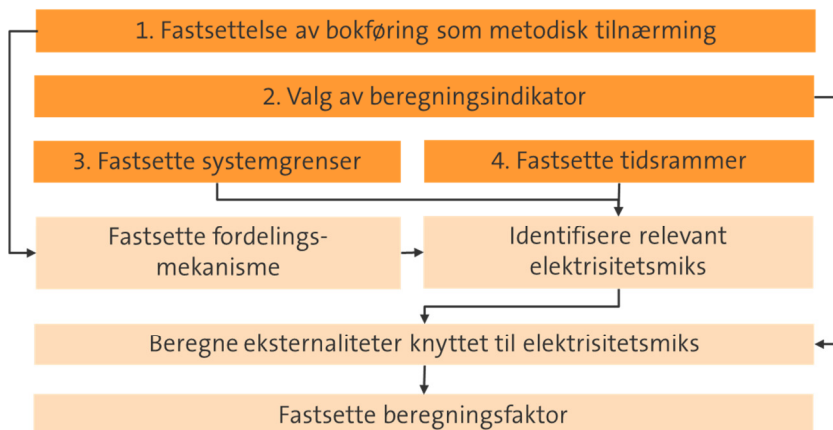 1. Fastsettelse av bokføring som metodisk tilnærming
2. Valg av beregningsindikator
3. Fastsette systemgrenser
4. Fastsette tidsrammer
Fastsette fordelings-
mekanisme
Identifisere relevant
elektrisitetsmiks
Beregne eksternaliteter knyttet til elektrisitetsmiks
Fastsette beregningsfaktor